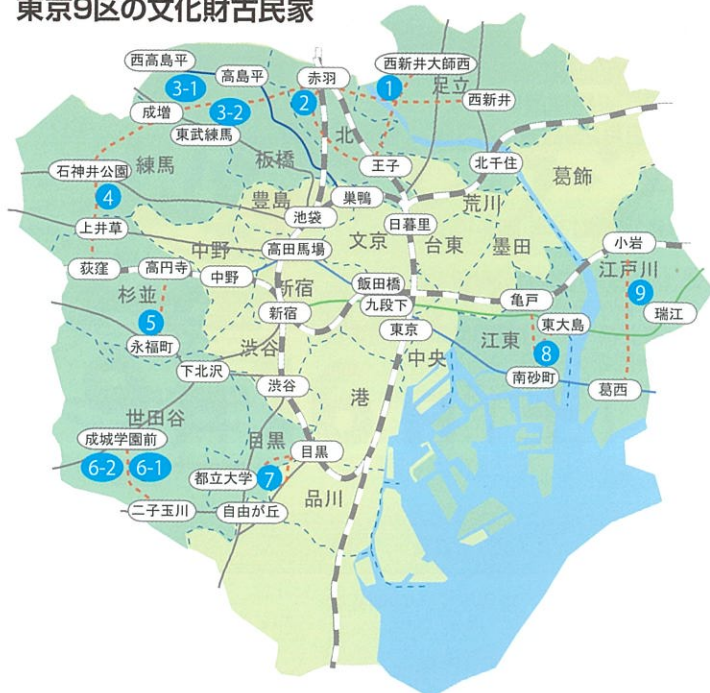 東京9区の文化財古民家
西高島平
高島平
3-1
赤羽
西新井大師西
1
足立
成増
3-2
2
西新井
東武練馬
北
練馬
板橋
王子
北千住
石神井公園
葛飾
4
巣鴨
豊島
荒川
池袋
上井草
文京
日暮里
台東
墨田
中野
高田馬場
小岩
荻窪
高円寺
中野
新宿
飯田橋
江戸川
杉並
九段下
亀戸
9
5
新宿
東京
東大島
瑞江
永福町
渋谷
中央
江東
8
下北沢
南砂町
渋谷
港
葛西
世田谷
成城学園前
目黒
目黒
6-2
6-1
都立大学
7
二子玉川
自由が丘
品川